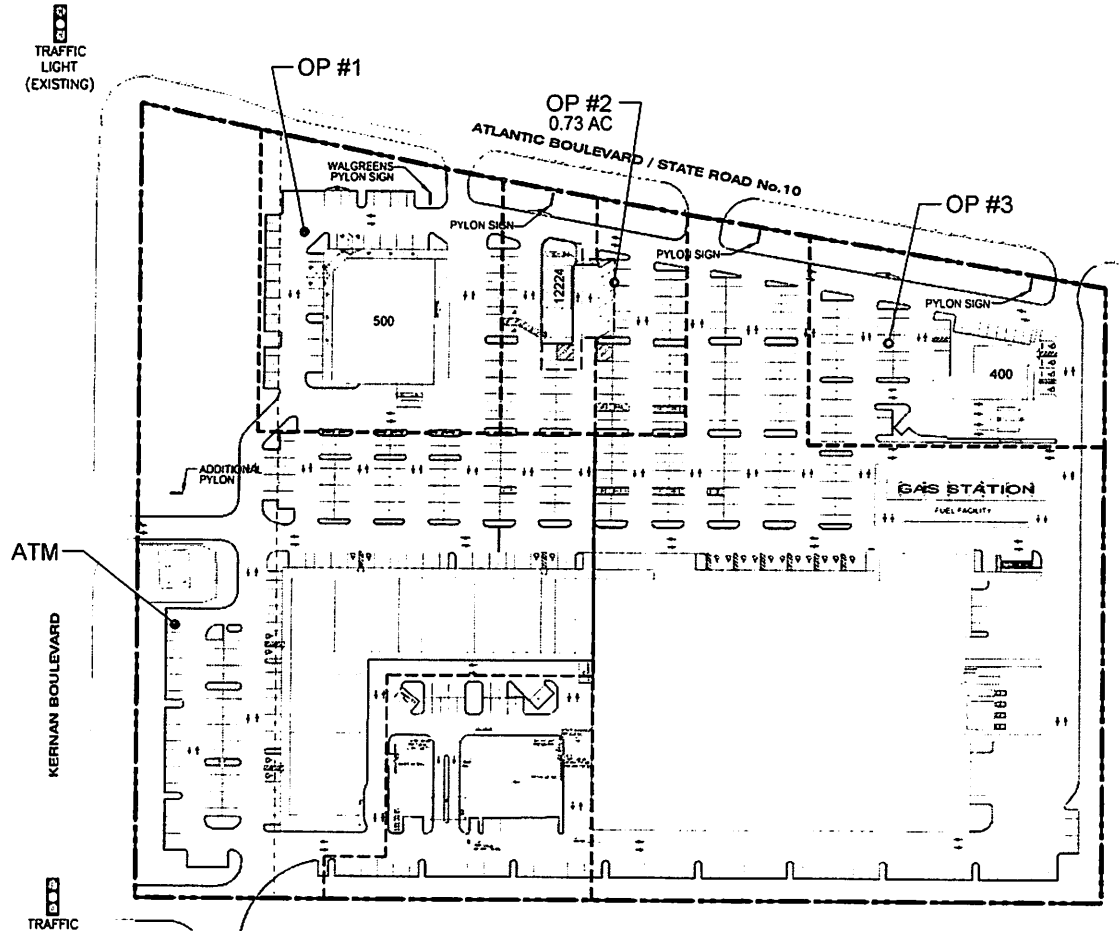 TRAFFIC
LIGHT
(EXISTING)
OP #1
OP #2
0.73 AC
ATLANTIC BOULEVARD / STATE ROAD No.10
WALGREENS
PYLON SIGN
PYLON SIGN
OP #3
PYLON SIGN
PYLON SIGN
12224
500
400
ADDITIONAL
PYLON
GAS STATION
FUEL FACILITY
ATM
KERNAN BOULEVARD
TRAFFIC